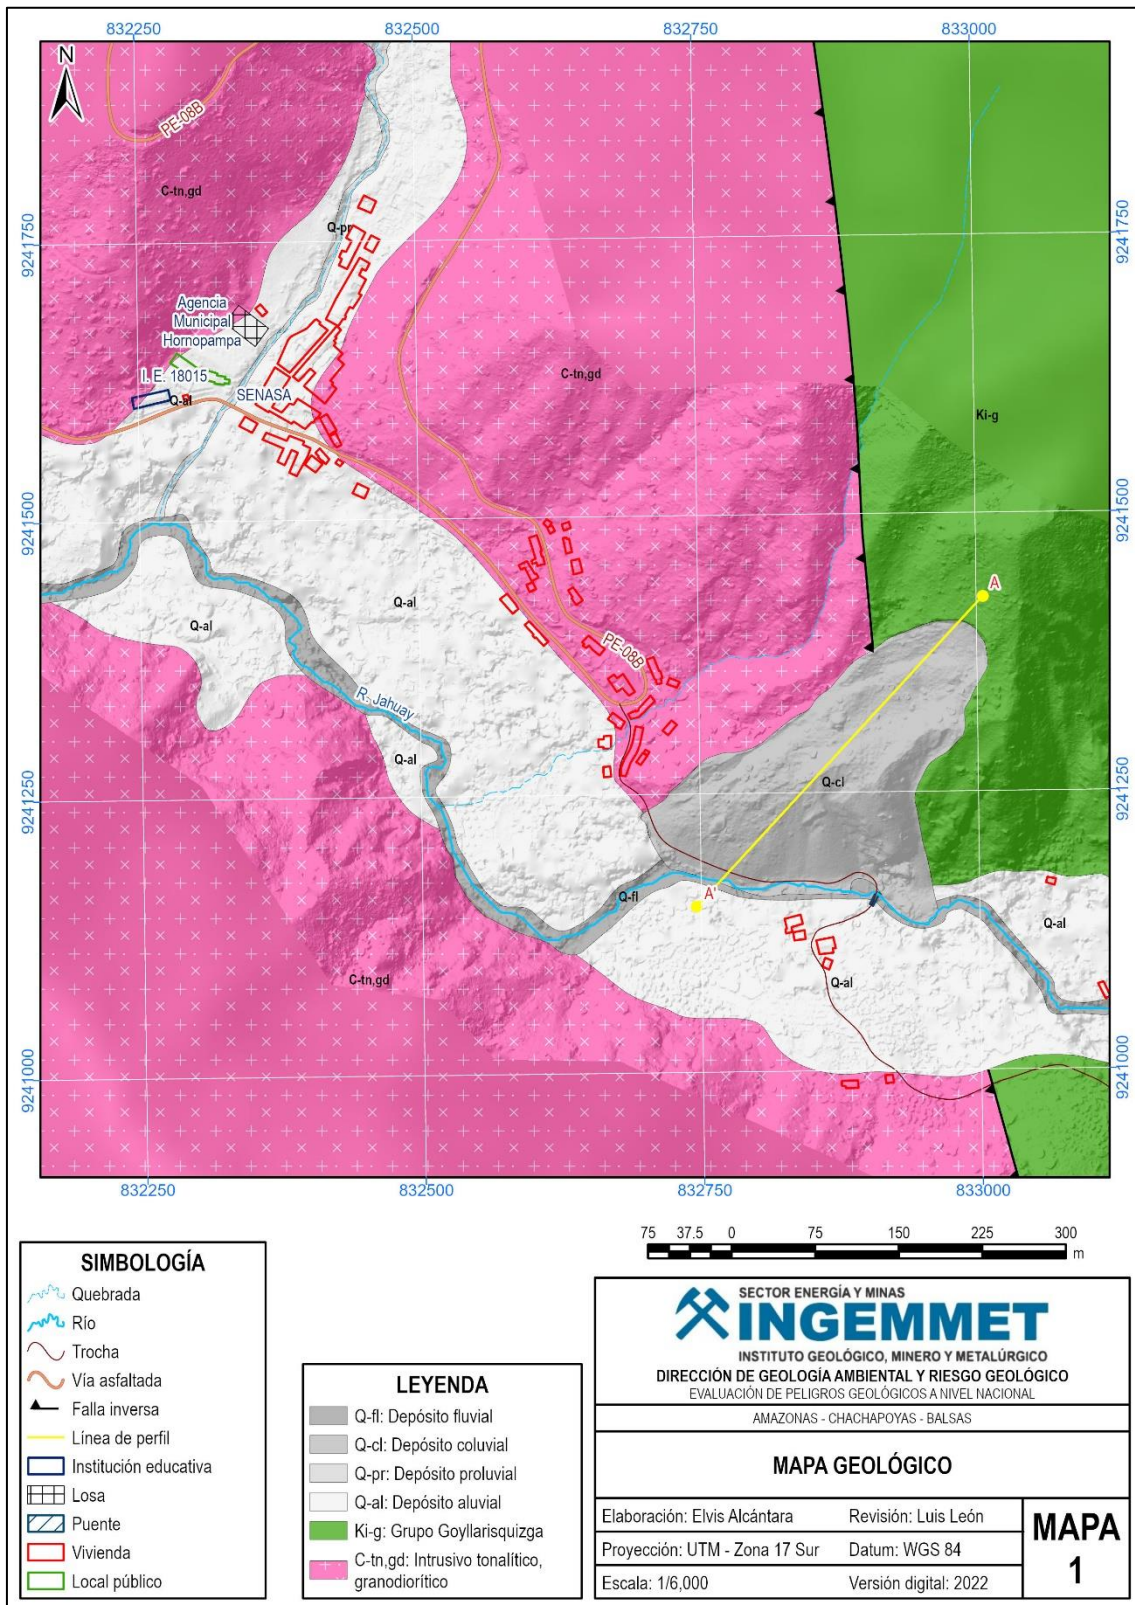 832250 832500 832750 833000
N
PE-08B
C-tn,gd
Q-pr
9241750 9241750
Agencia
Municipal
Hornopampa
I. E. 18015
SENASA
Q-al
C-tn,gd
Ki-g
9241500 9241500
A
Q-al
Q-al
PE-08B
R. Jahuay
Q-al
Q-cl
9241250 9241250
A'
Q-fl
Q-al
C-tn,gd
Q-al
9241000 9241000
832250 832500 832750 833000
75 37.5 0 75 150 225 300
m
SIMBOLOGÍA
Quebrada
Río
Trocha
Vía asfaltada
Falla inversa
Línea de perfil
Institución educativa
Losa
Puente
Vivienda
Local público
LEYENDA
Q-fl: Depósito fluvial
Q-cl: Depósito coluvial
Q-pr: Depósito proluvial
Q-al: Depósito aluvial
Ki-g: Grupo Goyllarisquizga
C-tn,gd: Intrusivo tonalítico,
granodiorítico
SECTOR ENERGÍA Y MINAS
INGEMMET
INSTITUTO GEOLÓGICO, MINERO Y METALÚRGICO
DIRECCIÓN DE GEOLOGÍA AMBIENTAL Y RIESGO GEOLÓGICO
EVALUACIÓN DE PELIGROS GEOLÓGICOS A NIVEL NACIONAL
AMAZONAS - CHACHAPOYAS - BALSAS
MAPA GEOLÓGICO
Elaboración: Elvis Alcántara Revisión: Luis León
Proyección: UTM - Zona 17 Sur Datum: WGS 84
Escala: 1/6,000 Versión digital: 2022
MAPA
1